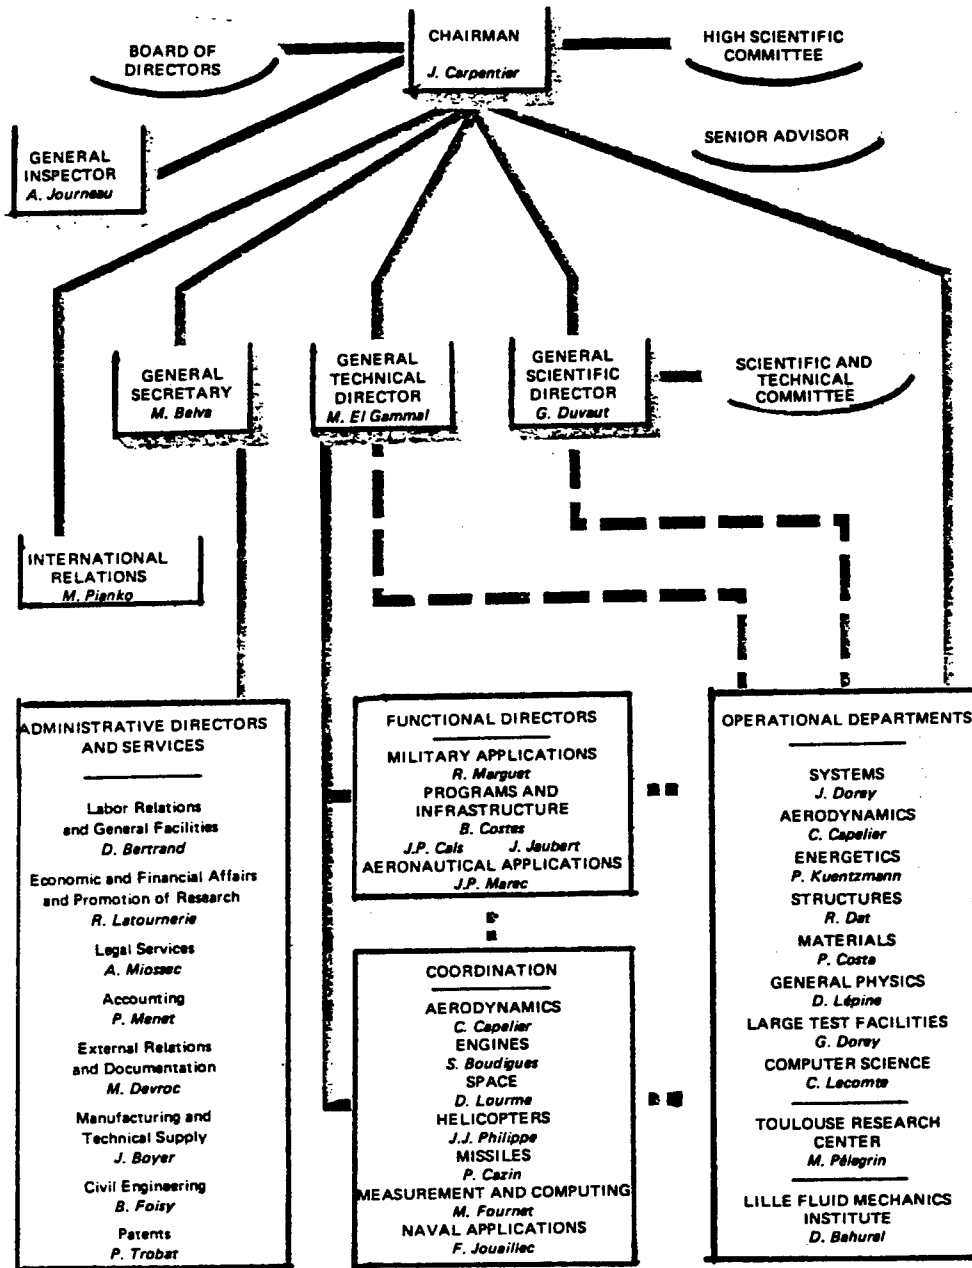 CHAIRMAN
J. Carpentier
BOARD OF
DIRECTORS
HIGH SCIENTIFIC
COMMITTEE
SENIOR ADVISOR
GENERAL
INSPECTOR
A. Journeau
GENERAL
SECRETARY
M. Belva
GENERAL
TECHNICAL
DIRECTOR
M. El Gammal
GENERAL
SCIENTIFIC
DIRECTOR
G. Duvaut
SCIENTIFIC AND
TECHNICAL
COMMITTEE
INTERNATIONAL
RELATIONS
M. Pianko
ADMINISTRATIVE DIRECTORS
AND SERVICES
Labor Relations
and General Facilities
D. Bertrand
Economic and Financial Affairs
and Promotion of Research
R. Latournerie
Legal Services
A. Miossec
Accounting
P. Menet
External Relations
and Documentation
M. Devroc
Manufacturing and
Technical Supply
J. Boyer
Civil Engineering
B. Foisy
Patents
P. Trobat
FUNCTIONAL DIRECTORS
MILITARY APPLICATIONS
R. Marguet
PROGRAMS AND
INFRASTRUCTURE
B. Costes
J.P. Cals J. Jaubert
AERONAUTICAL APPLICATIONS
J.P. Marec
COORDINATION
AERODYNAMICS
C. Capelier
ENGINES
S. Boudigues
SPACE
D. Lourme
HELICOPTERS
J.J. Philippe
MISSILES
P. Cazin
MEASUREMENT AND COMPUTING
M. Fournet
NAVAL APPLICATIONS
F. Jouaillec
OPERATIONAL DEPARTMENTS
SYSTEMS
J. Dorey
AERODYNAMICS
C. Capelier
ENERGETICS
P. Kuentzmann
STRUCTURES
R. Dat
MATERIALS
P. Costa
GENERAL PHYSICS
D. Lépine
LARGE TEST FACILITIES
G. Dorey
COMPUTER SCIENCE
C. Lecomte
TOULOUSE RESEARCH
CENTER
M. Pélegrin
LILLE FLUID MECHANICS
INSTITUTE
D. Bahurel